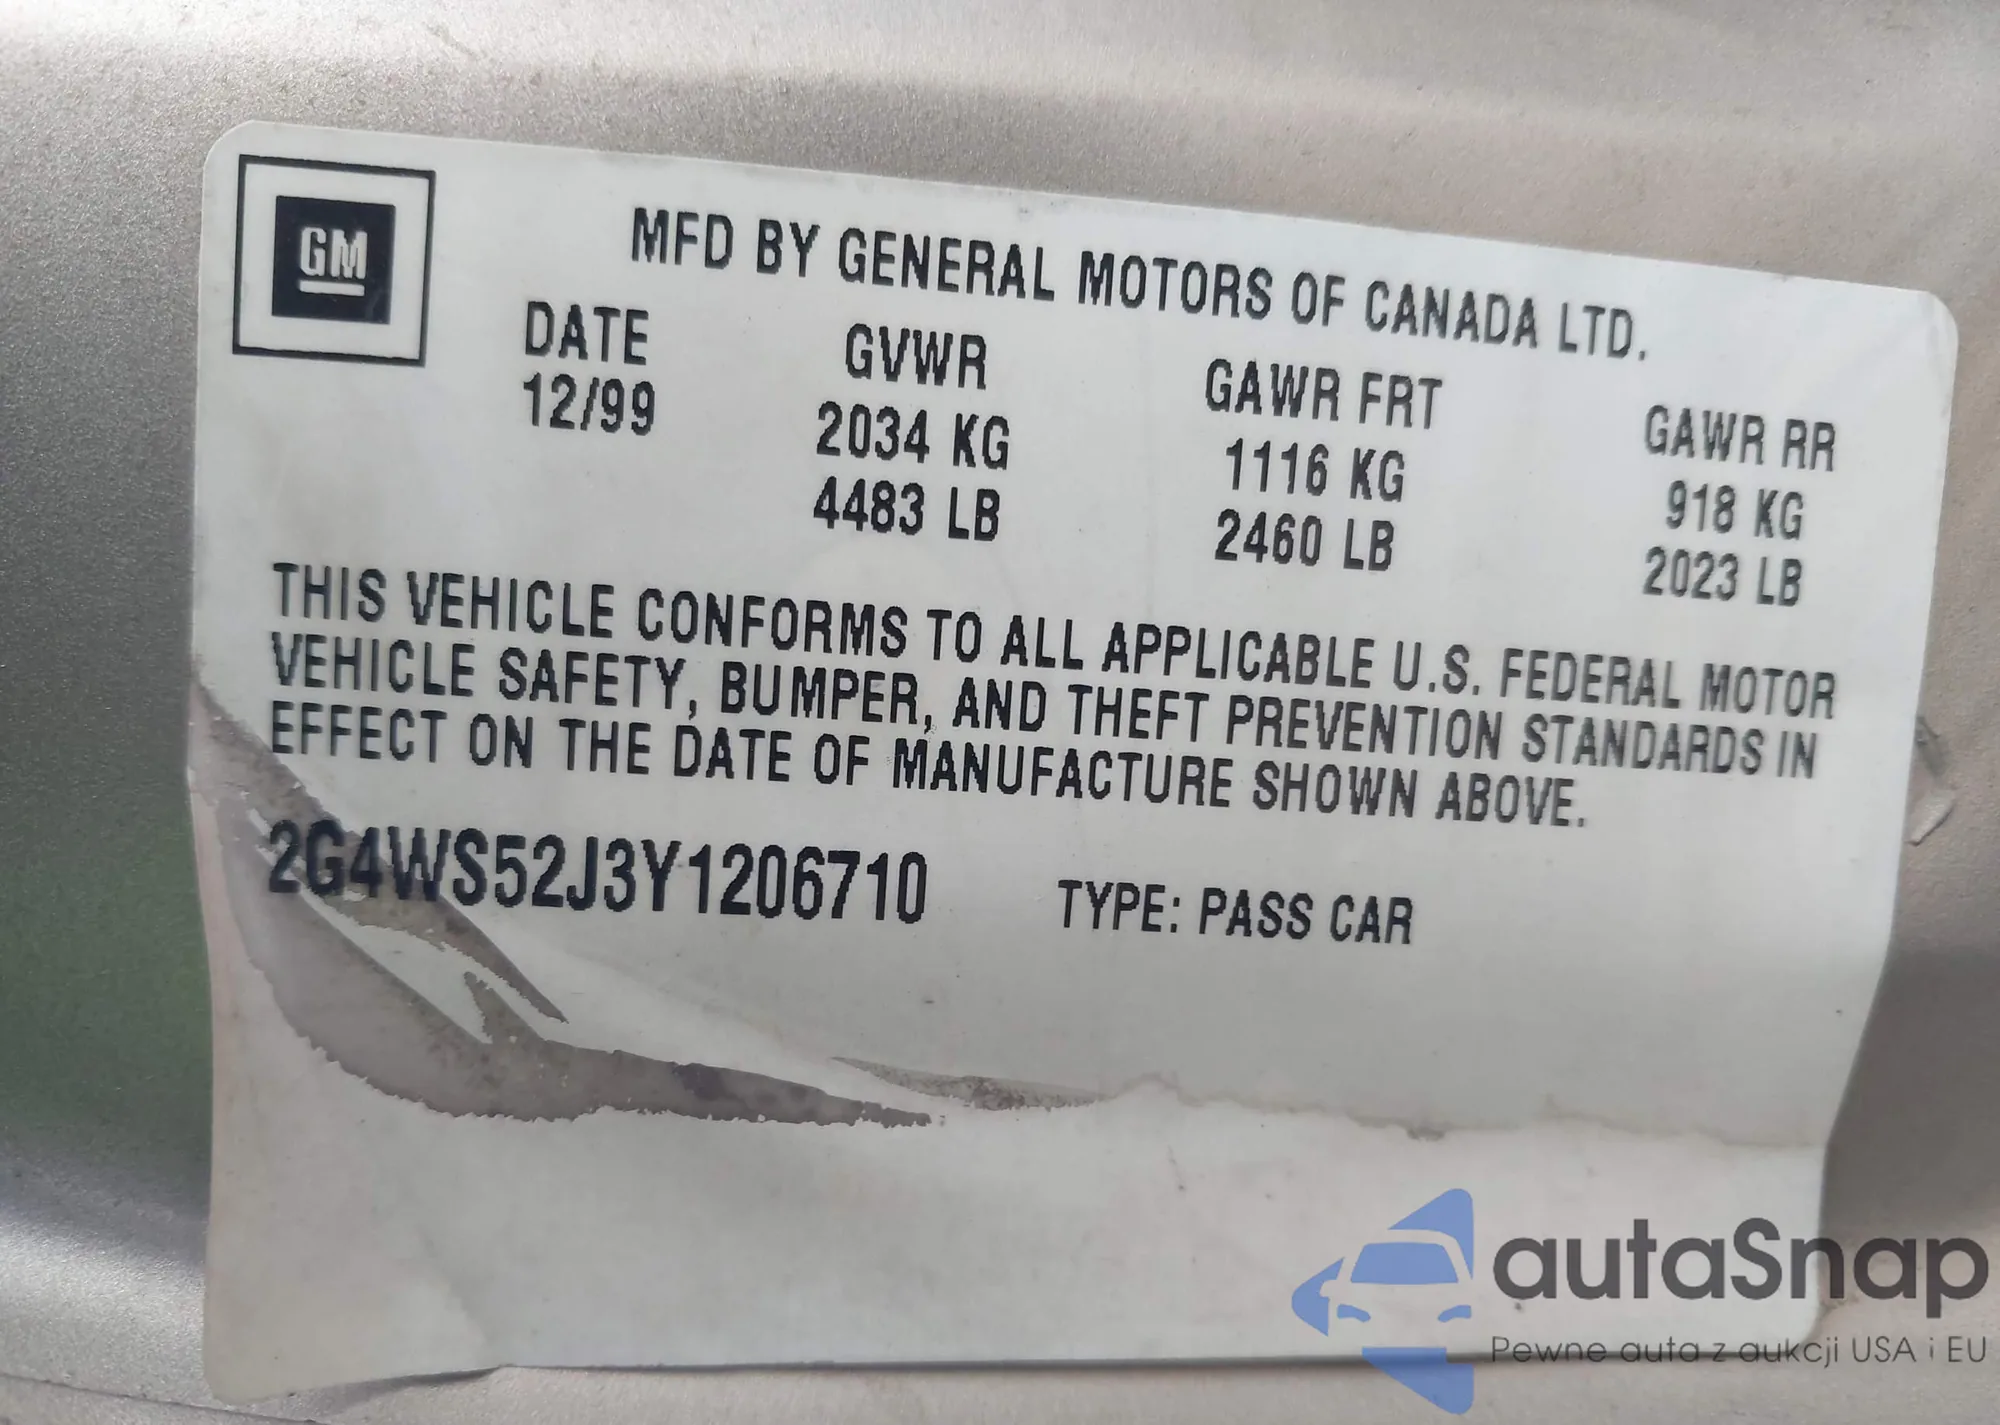 GM
MFD BY GENERAL MOTORS OF CANADA LTD.
DATE GVWR GAWR FRT GAWR RR
12/99 2034 KG 1116 KG 918 KG
4483 LB 2460 LB 2023 LB
THIS VEHICLE CONFORMS TO ALL APPLICABLE U.S. FEDERAL MOTOR
VEHICLE SAFETY, BUMPER, AND THEFT PREVENTION STANDARDS IN
EFFECT ON THE DATE OF MANUFACTURE SHOWN ABOVE.
2G4WS52J3Y1206710 TYPE: PASS CAR
autaSnap
Pewne auta z aukcji USA i EU